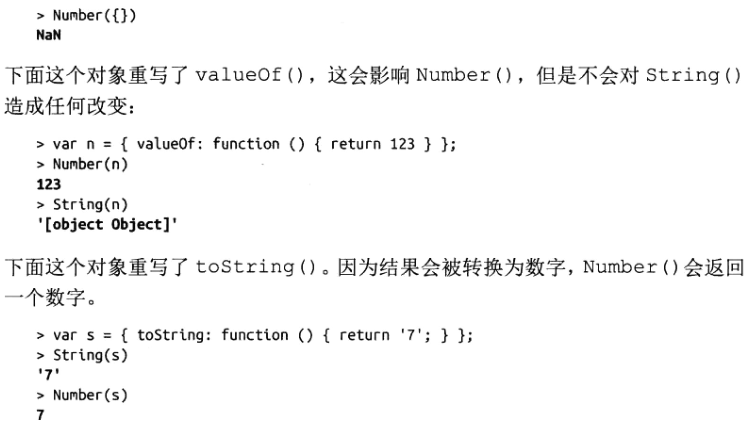 > Number({})
NaN
下面这个对象重写了 valueOf()，这会影响 Number()，但是不会对 String()
造成任何改变：
> var n = { valueOf: function () { return 123 } };
> Number(n)
123
> String(n)
'[object Object]'
下面这个对象重写了 toString()。因为结果会被转换为数字，Number()会返回
一个数字。
> var s = { toString: function () { return '7'; } };
> String(s)
'7'
> Number(s)
7